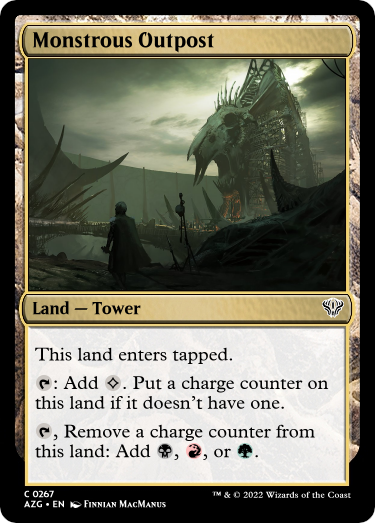 Monstrous Outpost
Land — Tower
This land enters tapped.
: Add . Put a charge counter on
this land if it doesn't have one.
, Remove a charge counter from
this land: Add , , or .
C 0267
™ & © 2022 Wizards of the Coast
AZG • EN Finnian MacManus